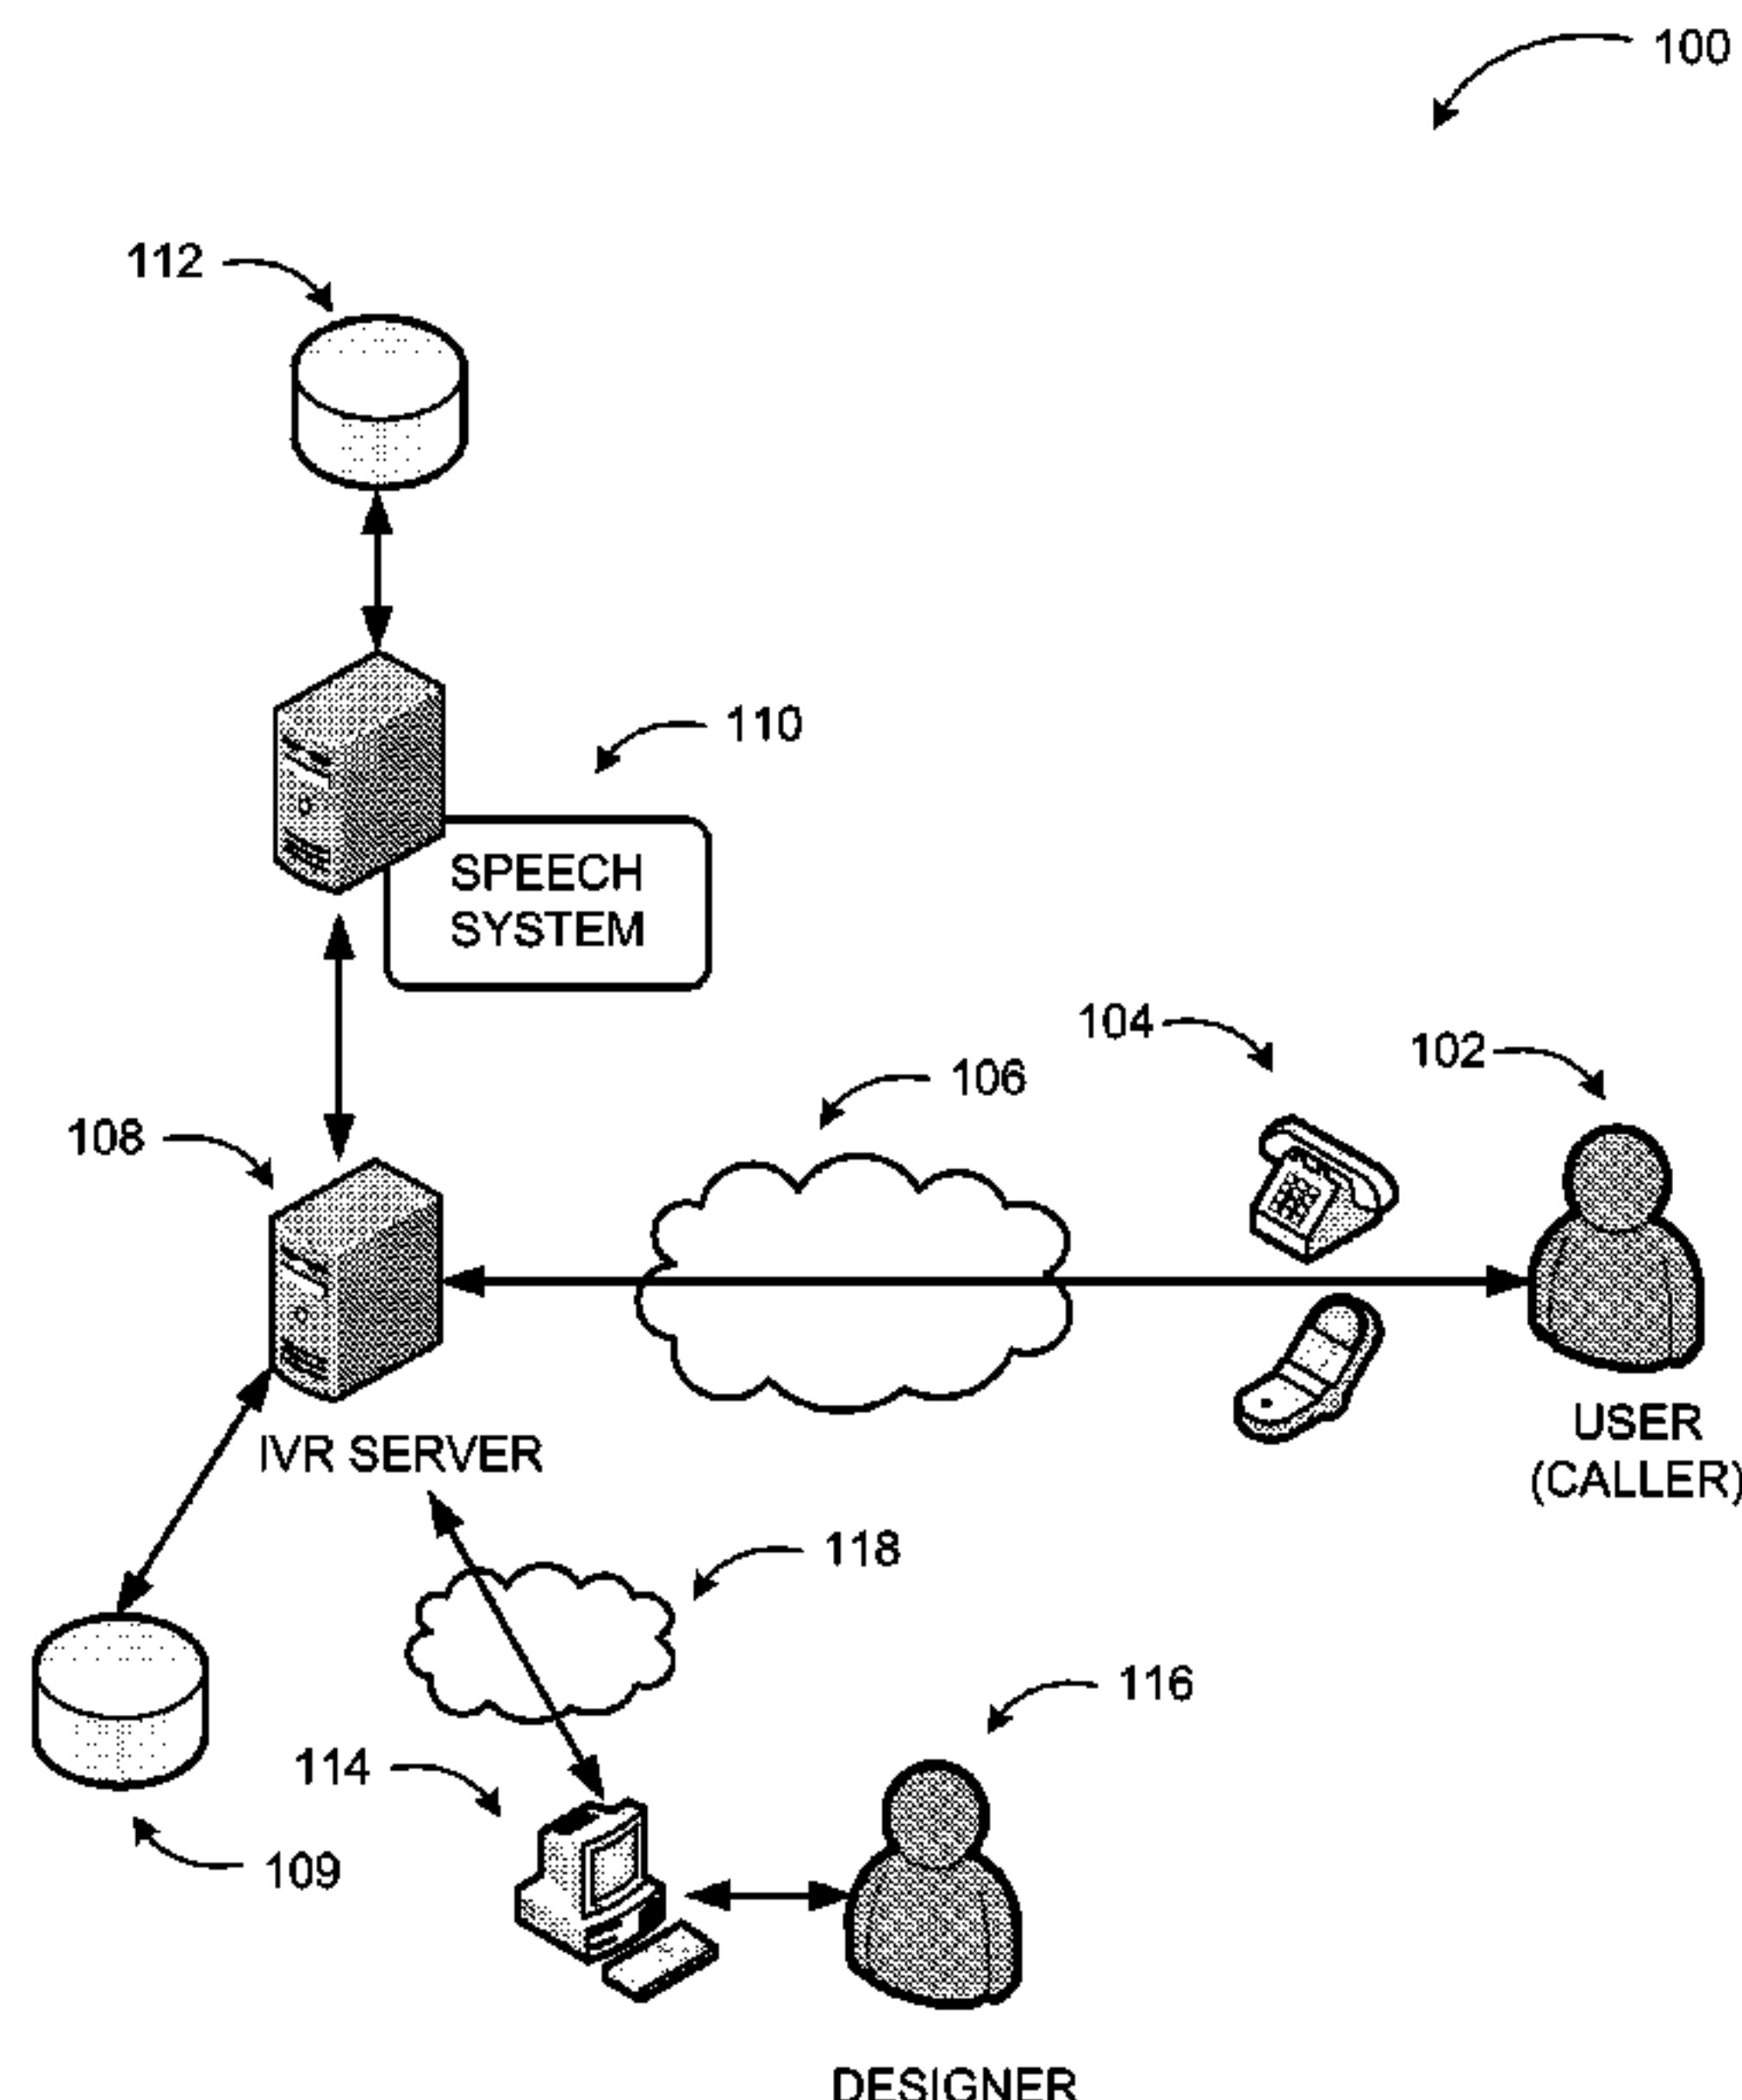 100
112
110
SPEECH
SYSTEM
104
102
106
108
USER
(CALLER)
IVR SERVER
118
116
114
109
DESIGNER